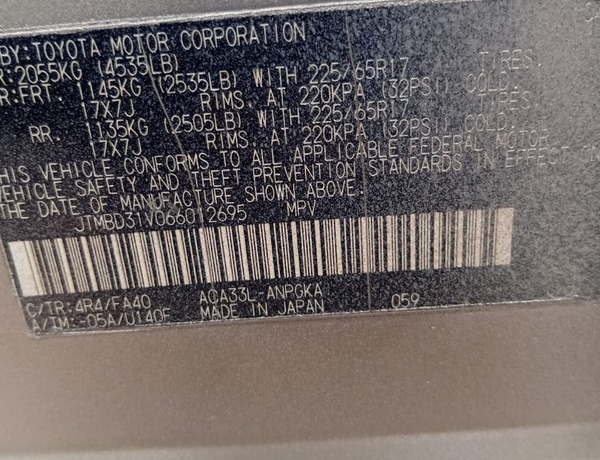 BY:TOYOTA MOTOR CORPORATION
R:2055KG (4535LB)
R:FRT. 1145KG (2535LB) WITH 225/65R17 TIRES.
17X7J RIMS. AT 220KPA (32PSI) COLD.
RR. 1135KG (2505LB) WITH 225/65R17 TIRES.
17X7J RIMS. AT 220KPA (32PSI) COLD.
HIS VEHICLE CONFORMS TO ALL APPLICABLE FEDERAL MOTOR
VEHICLE SAFETY AND THEFT PREVENTION STANDARDS IN EFFECT ON
THE DATE OF MANUFACTURE SHOWN ABOVE.
JTMBD31V066012695 MPV
C/TR:4R4/FA40 ACA33L-ANPGKA 059
A/TM:-05A/U140F MADE IN JAPAN